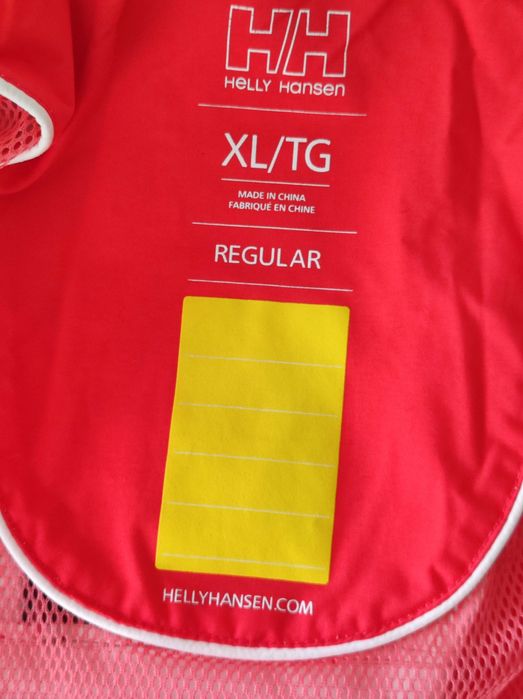 HH
HELLY HANSEN
XL/TG
MADE IN CHINA
FABRIQUÉ EN CHINE
REGULAR
HELLYHANSEN.COM